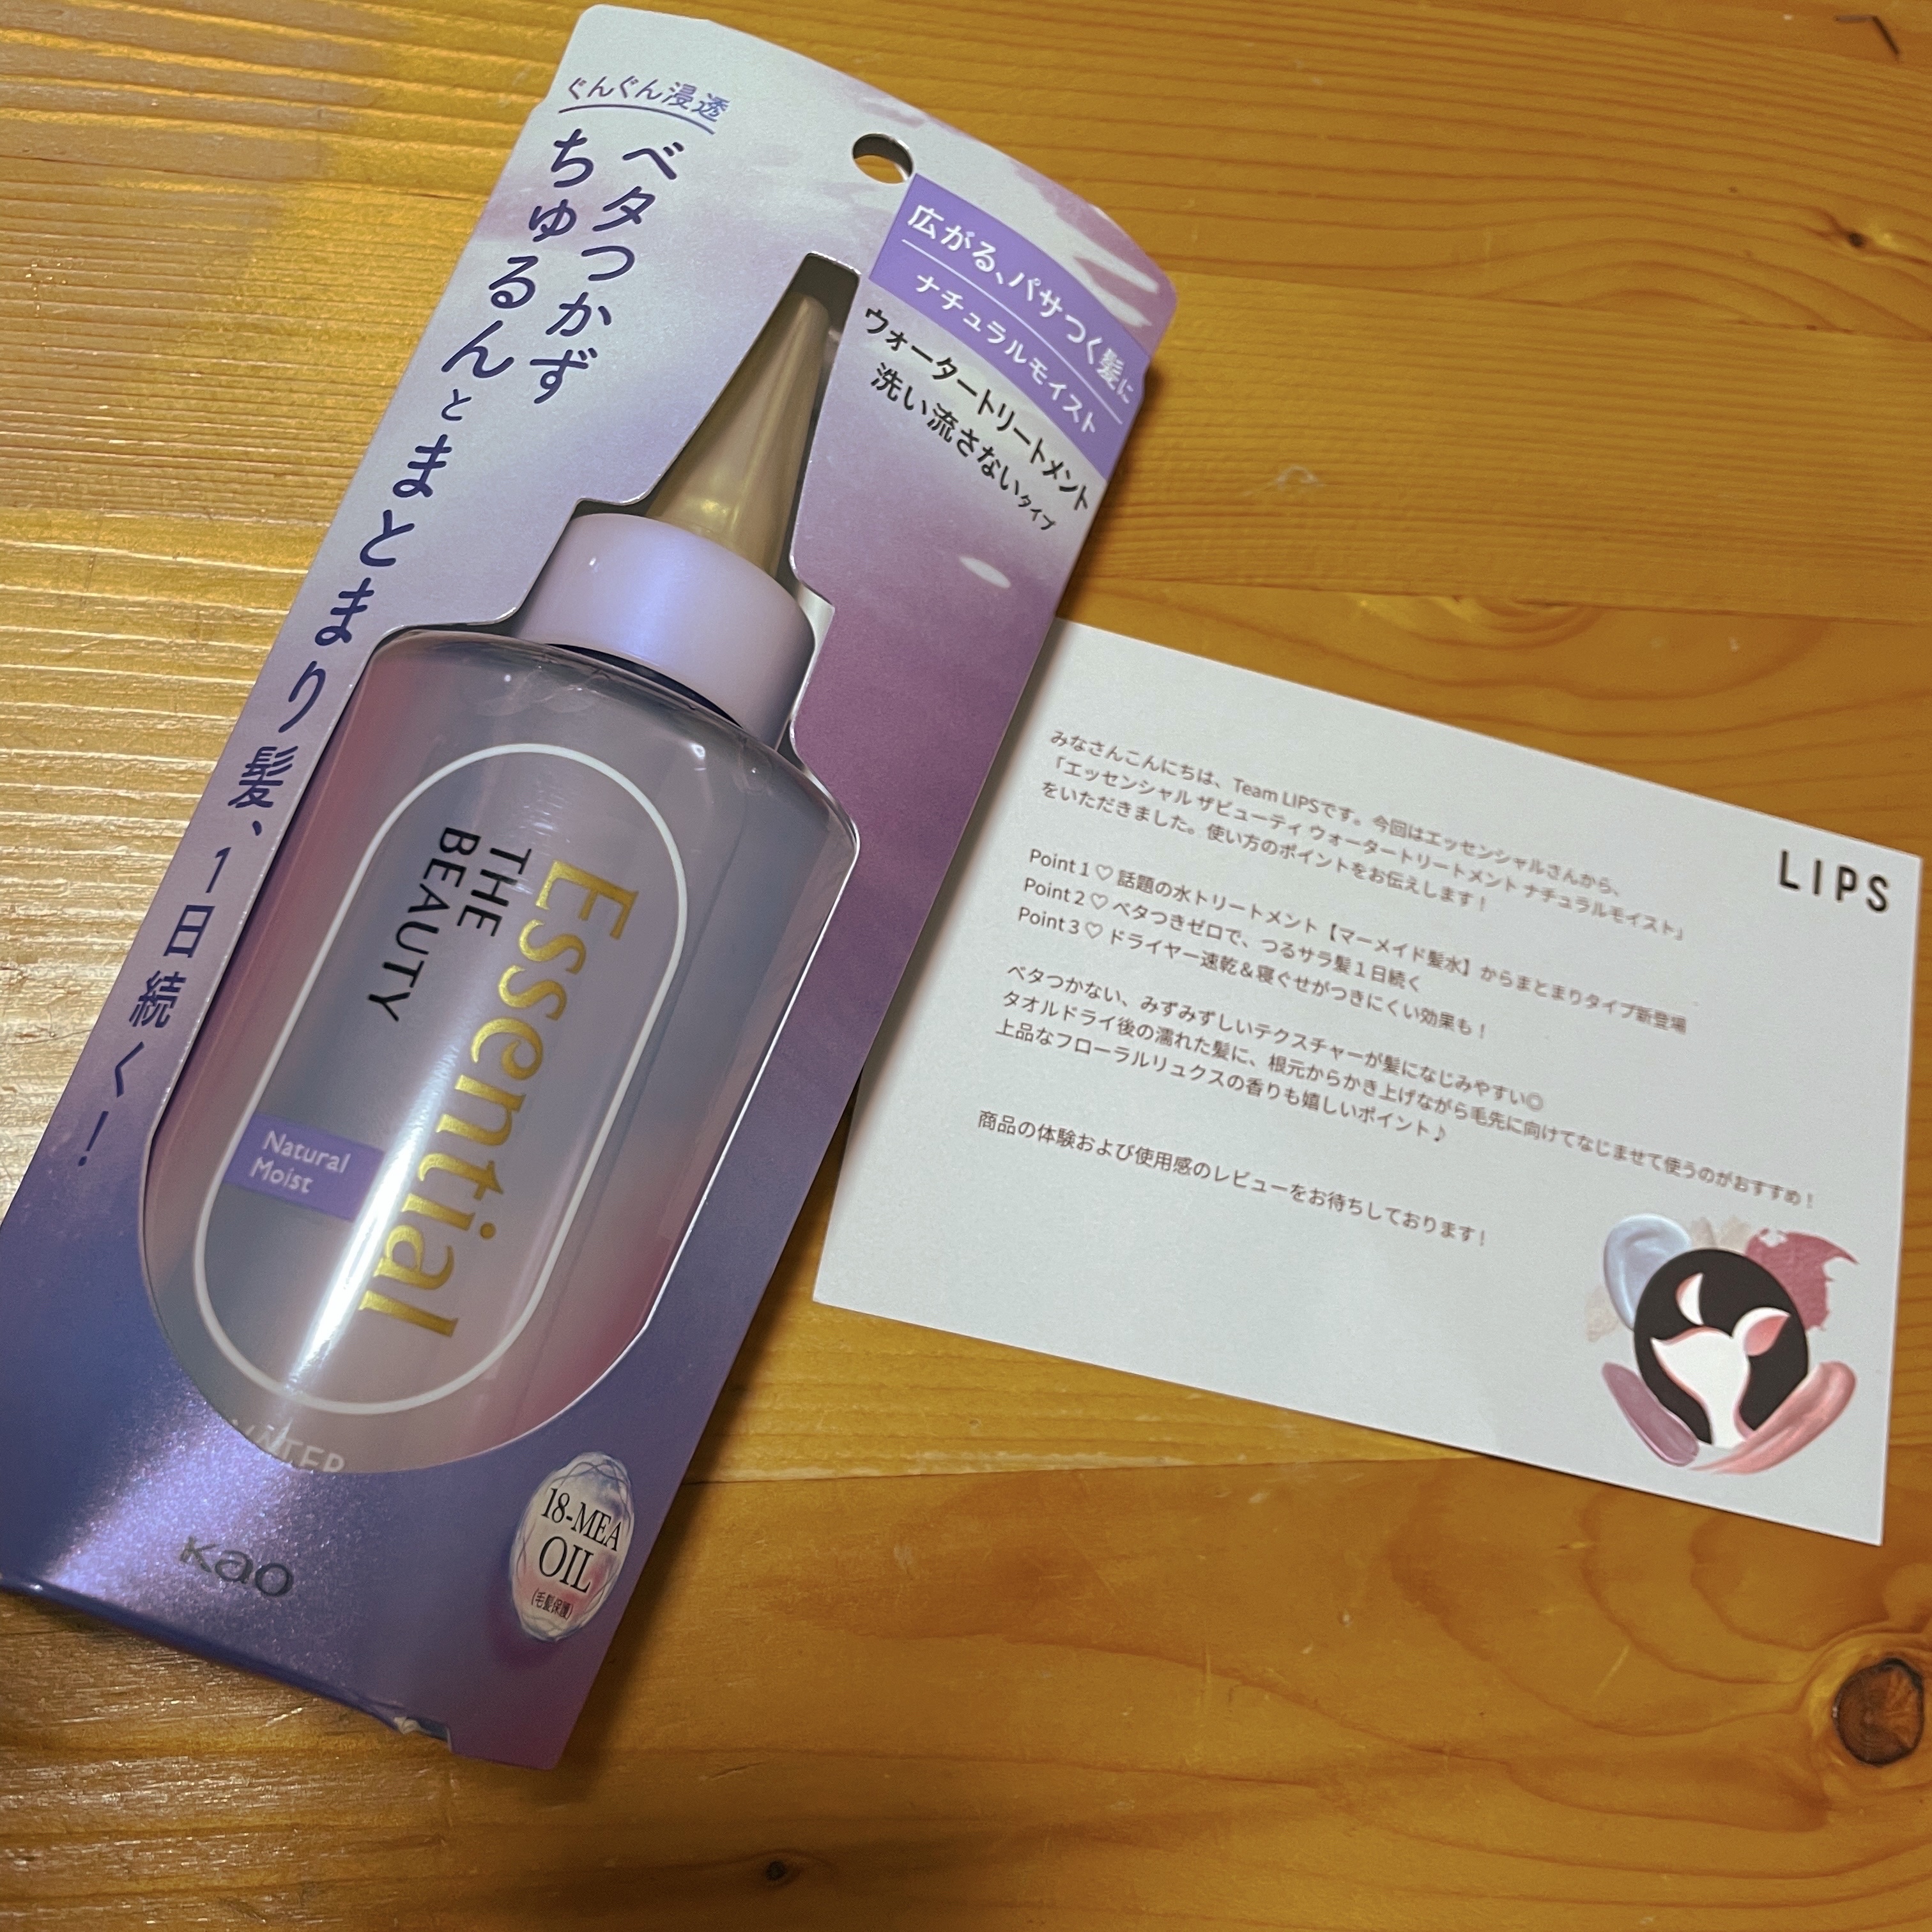 ぐんぐん浸透
ベタつかず
ちゅるんとまとまり髪、1日続く！
広がる、パサつく髪に
ナチュラルモイスト
ウォータートリートメント
洗い流さないタイプ
Essential
THE
BEAUTY
Natural
Moist
WATER
Kao
18-MEA
OIL
(毛髪保護)
LIPS
みなさんこんにちは、Team LIPSです。今回はエッセンシャルさんから、
「エッセンシャル ザビューティ ウォータートリートメント ナチュラルモイスト」
をいただきました。使い方のポイントをお伝えします！
Point 1 ♡ 話題の水トリートメント【マーメイド髪水】からまとまりタイプ新登場
Point 2 ♡ ベタつきゼロで、つるサラ髪１日続く
Point 3 ♡ ドライヤー速乾＆寝ぐせがつきにくい効果も！
ベタつかない、みずみずしいテクスチャーが髪になじみやすい◎
タオルドライ後の濡れた髪に、根元からかき上げながら毛先に向けてなじませて使うのがおすすめ！
上品なフローラルリュクスの香りも嬉しいポイント♪
商品の体験および使用感のレビューをお待ちしております！